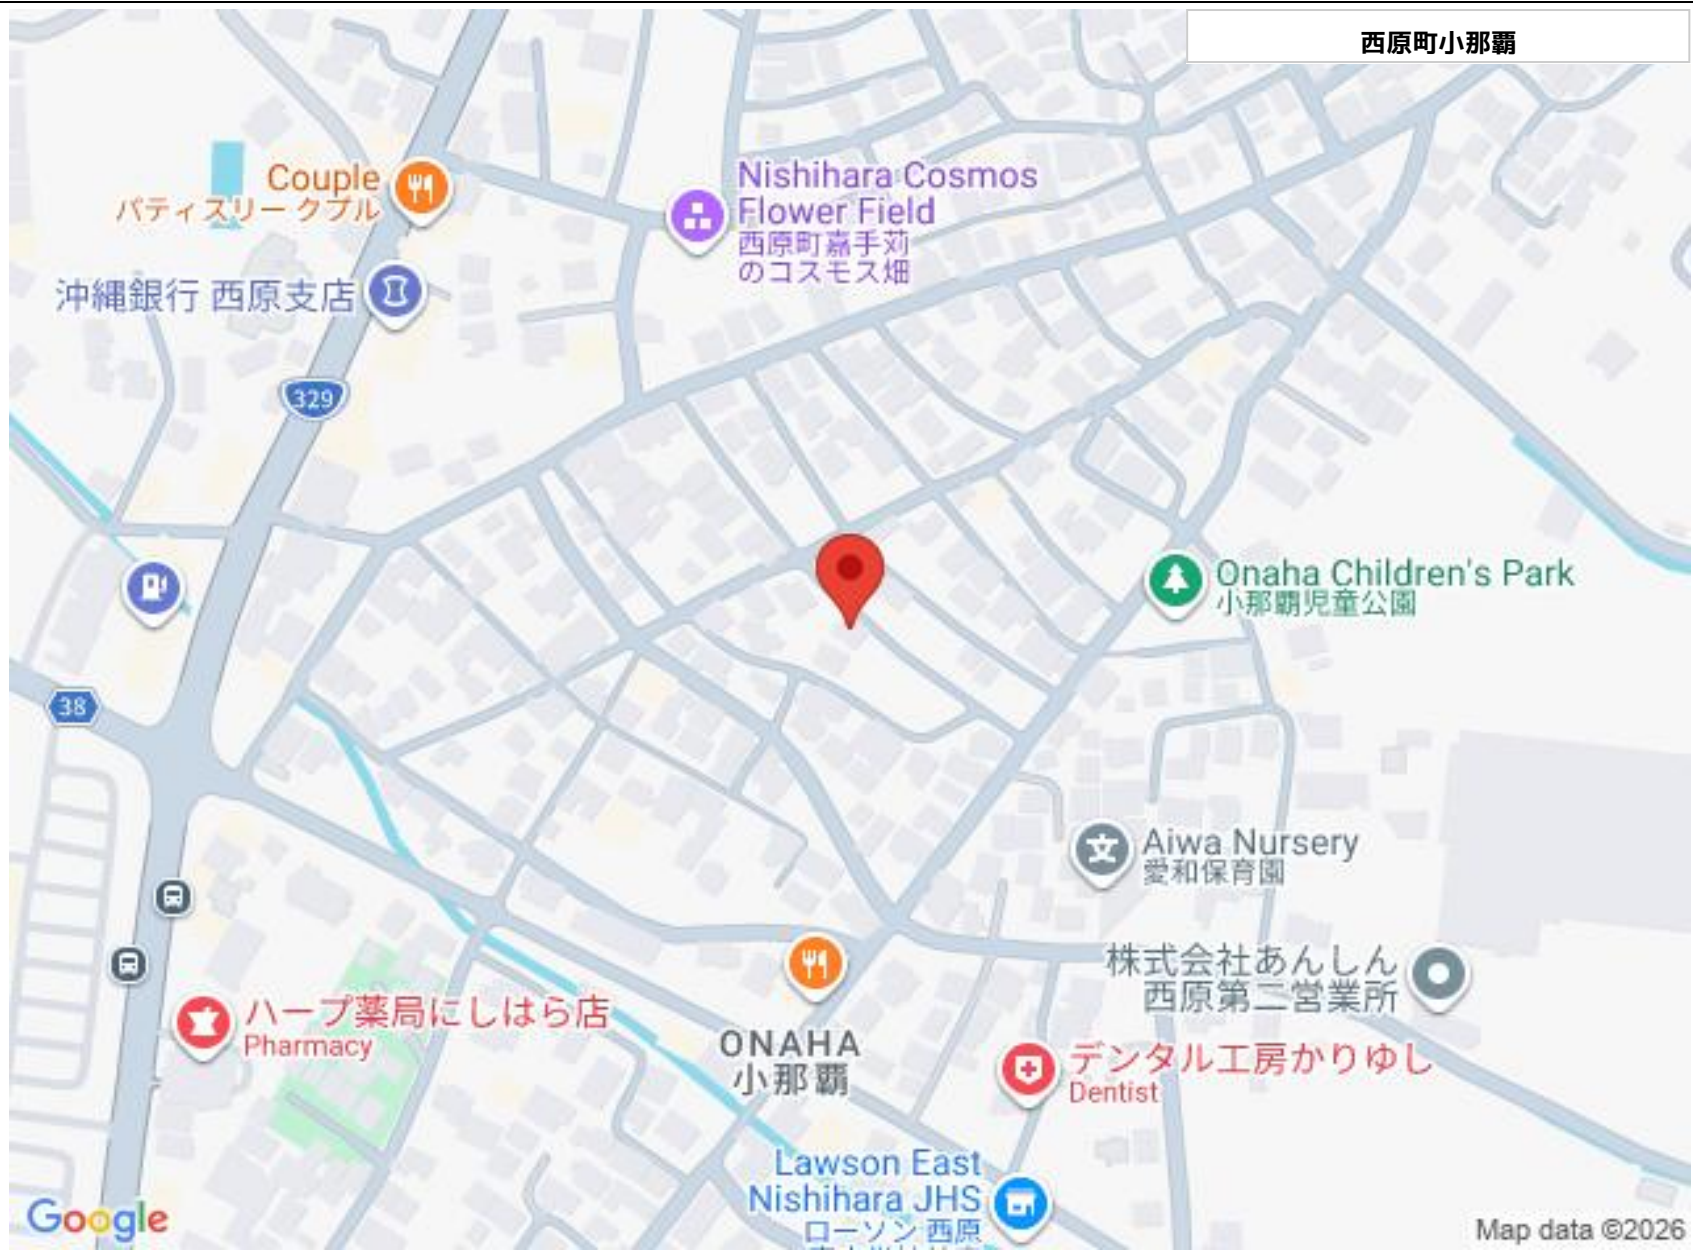 西原町小那覇
Couple
パティスリー クプル
Nishihara Cosmos
Flower Field
西原町嘉手苅
のコスモス畑
沖縄銀行 西原支店
329
Onaha Children's Park
小那覇児童公園
38
Aiwa Nursery
愛和保育園
株式会社あんしん
西原第二営業所
ハープ薬局にしはら店
Pharmacy
ONAHA
小那覇
デンタル工房かりゆし
Dentist
Lawson East
Nishihara JHS
ローソン 西原
Google
Map data ©2026